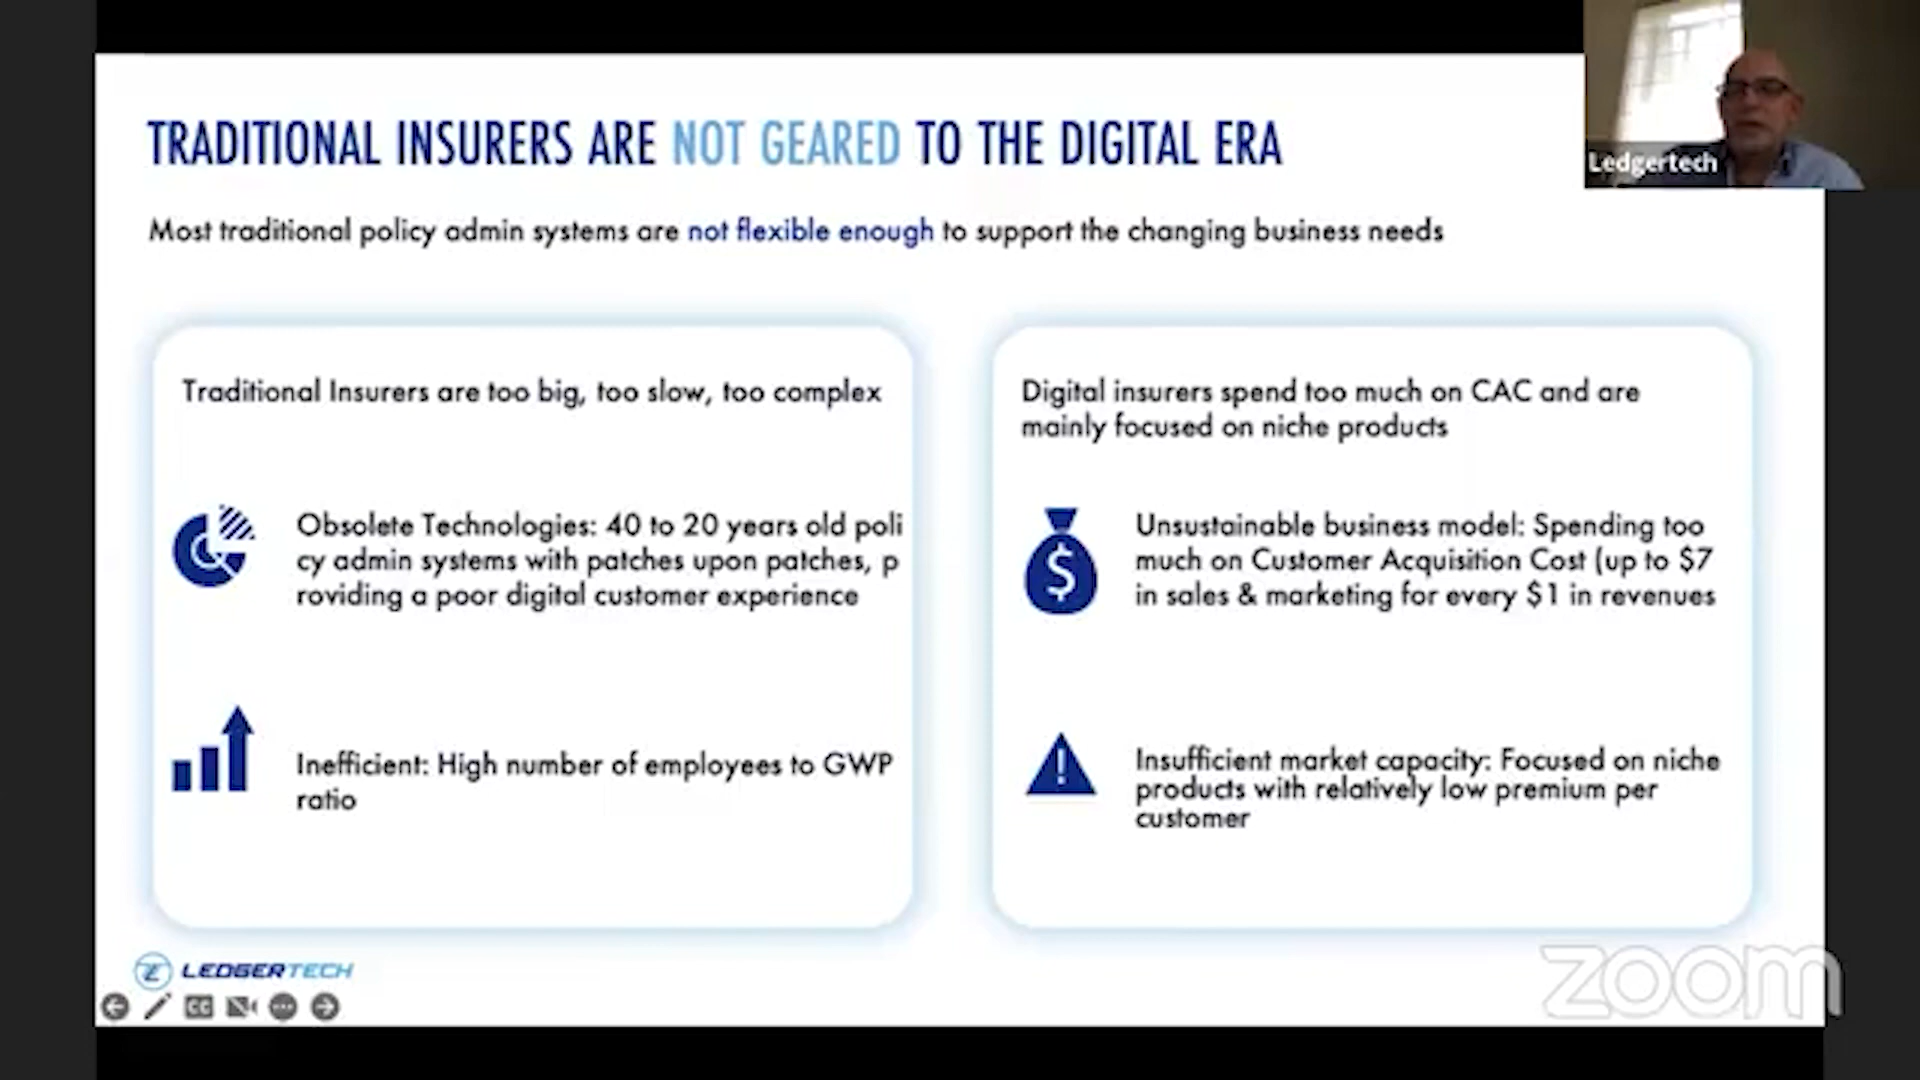 TRADITIONAL INSURERS ARE NOT GEARED TO THE DIGITAL ERA
Ledgertech
Most traditional policy admin systems are not flexible enough to support the changing business needs
Traditional Insurers are too big, too slow, too complex
Obsolete Technologies: 40 to 20 years old poli
cy admin systems with patches upon patches, p
roviding a poor digital customer experience
Inefficient: High number of employees to GWP
ratio
Digital insurers spend too much on CAC and are
mainly focused on niche products
Unsustainable business model: Spending too
much on Customer Acquisition Cost (up to $7
in sales & marketing for every $1 in revenues
Insufficient market capacity: Focused on niche
products with relatively low premium per
customer
LEDGERTECH
CC
zoom